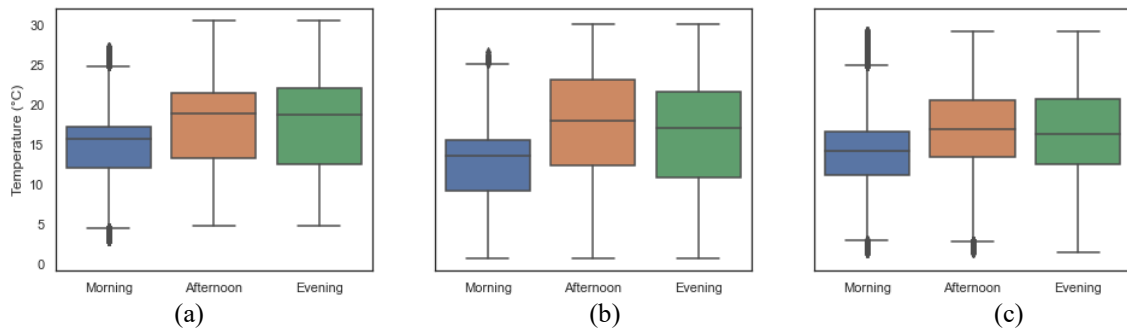 Temperature (°C)
30
25
20
15
10
5
0
Morning Afternoon Evening
Morning Afternoon Evening
Morning Afternoon Evening
(a) (b) (c)